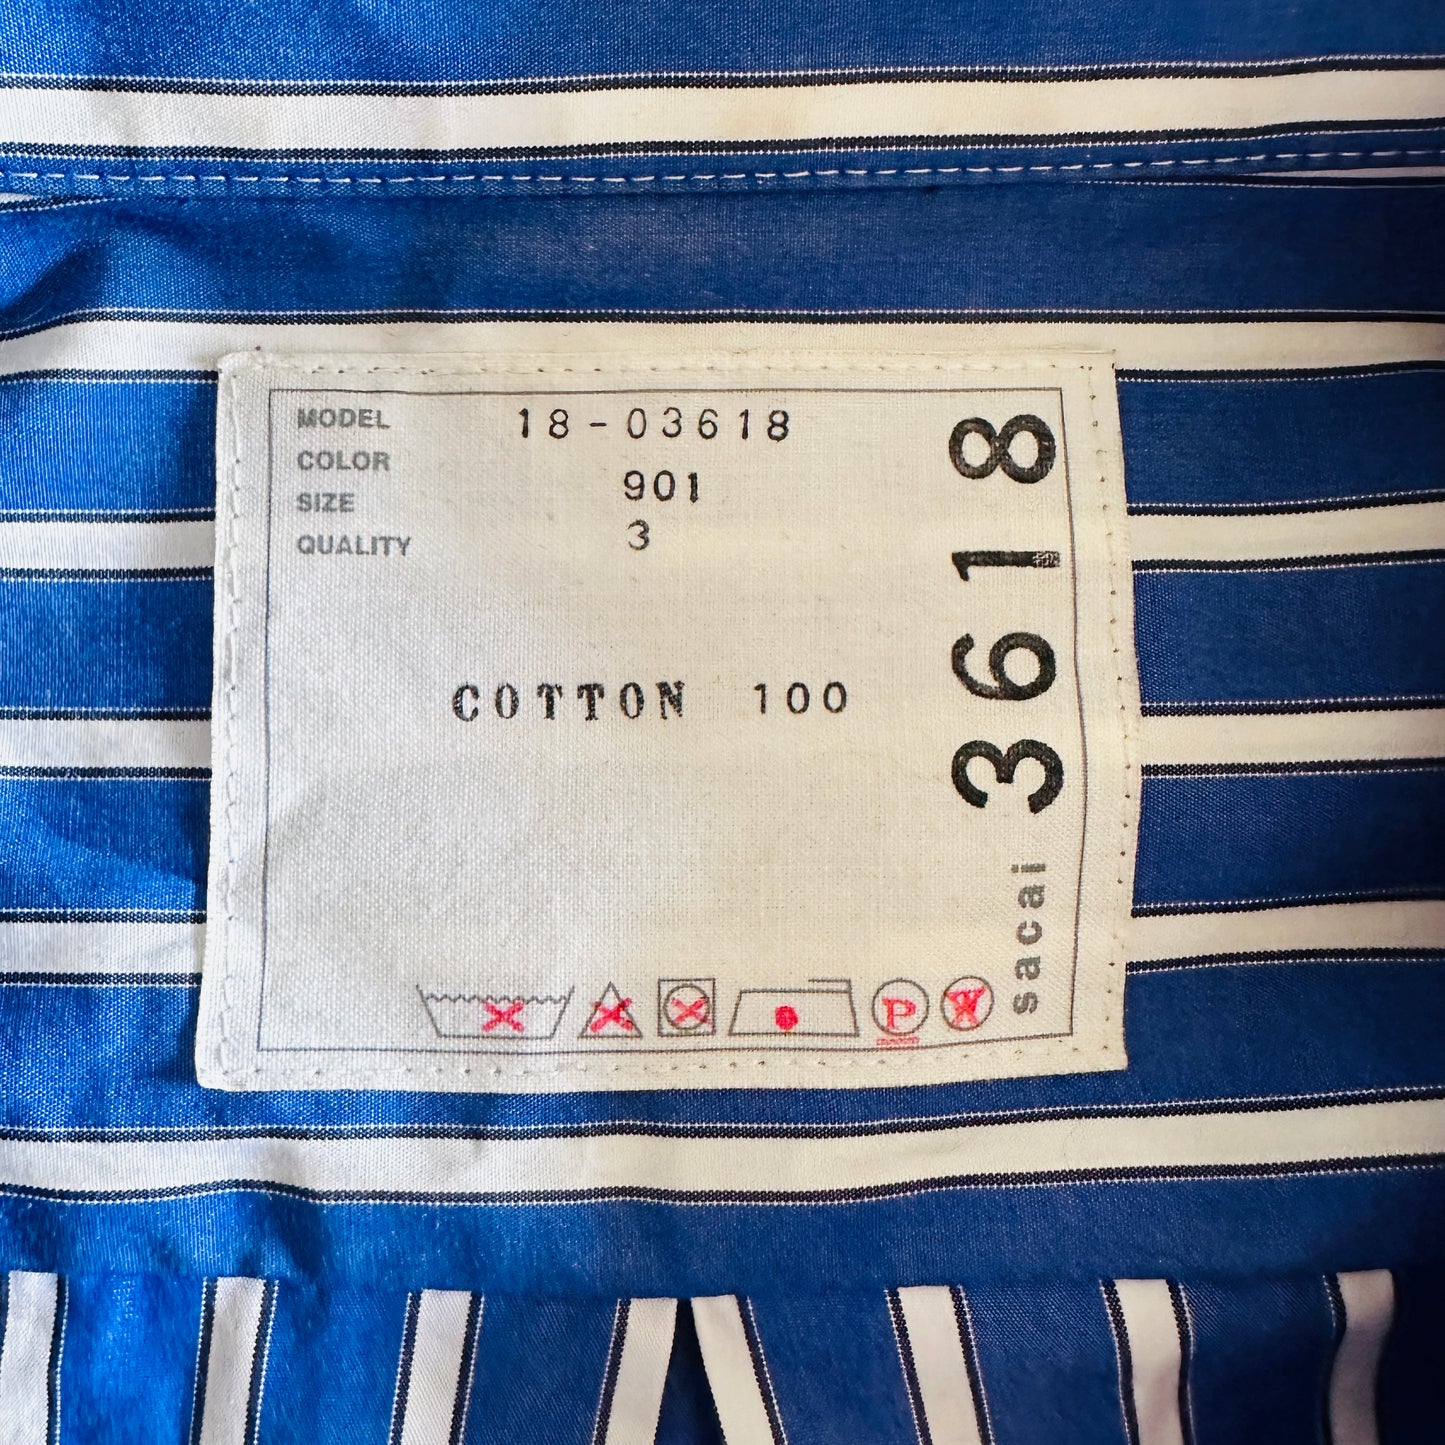 MODEL 18-03618
COLOR 901
SIZE 3
QUALITY
COTTON 100
P
W
sacai 3618